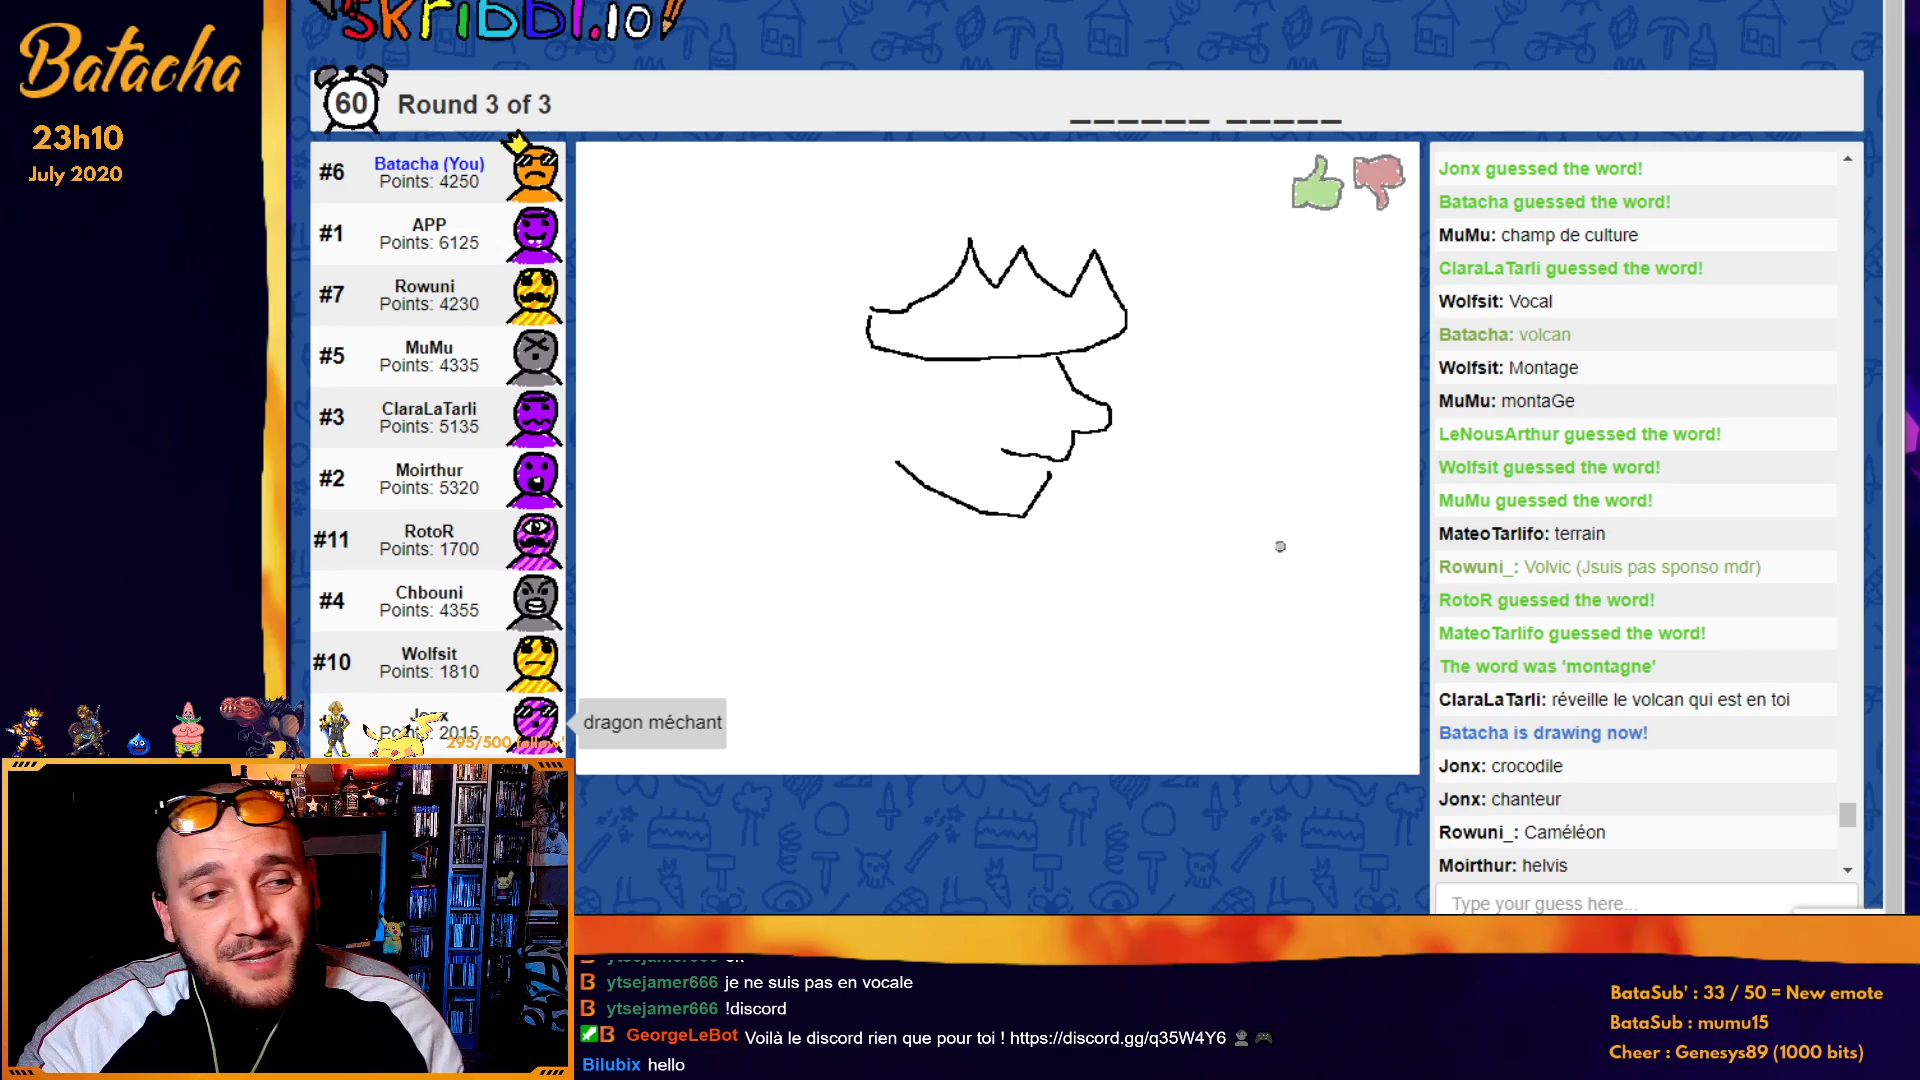 Batacha
23h10
July 2020
skribbl.io
60
Round 3 of 3
______ _____
#6 Batacha (You)
Points: 4250
#1 APP
Points: 6125
#7 Rowuni
Points: 4230
#5 MuMu
Points: 4335
#3 ClaraLaTarli
Points: 5135
#2 Moirthur
Points: 5320
#11 RotoR
Points: 1700
#4 Chbouni
Points: 4355
#10 Wolfsit
Points: 1810
Jonx
Points: 2015
295/500 follow
dragon méchant
Jonx guessed the word!
Batacha guessed the word!
MuMu: champ de culture
ClaraLaTarli guessed the word!
Wolfsit: Vocal
Batacha: volcan
Wolfsit: Montage
MuMu: montaGe
LeNousArthur guessed the word!
Wolfsit guessed the word!
MuMu guessed the word!
MateoTarlifo: terrain
Rowuni_: Volvic (Jsuis pas sponso mdr)
RotoR guessed the word!
MateoTarlifo guessed the word!
The word was 'montagne'
ClaraLaTarli: réveille le volcan qui est en toi
Batacha is drawing now!
Jonx: crocodile
Jonx: chanteur
Rowuni_: Caméléon
Moirthur: helvis
Type your guess here...
ytsejamer666 je ne suis pas en vocale
ytsejamer666 !discord
GeorgeLeBot Voilà le discord rien que pour toi ! https://discord.gg/q35W4Y6
Bilubix hello
BataSub' : 33 / 50 = New emote
BataSub : mumu15
Cheer : Genesys89 (1000 bits)